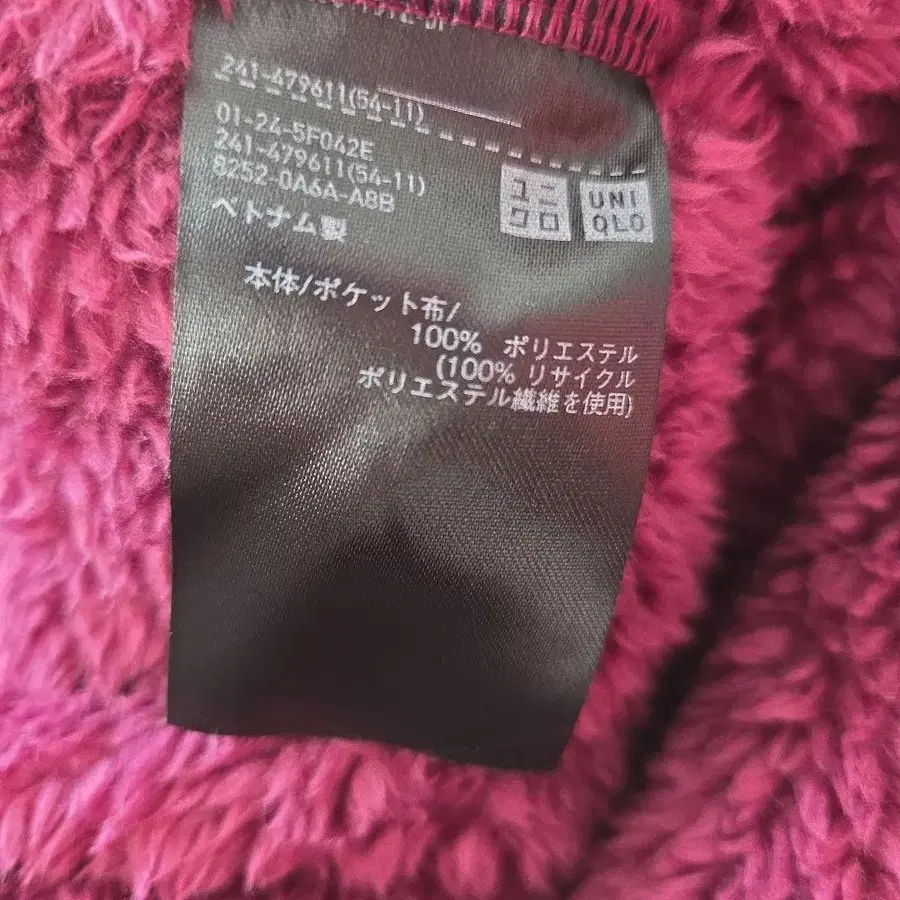 241-479611(54-11)
01-24-5F042E
241-479611(54-11)
8252-0A6A-A8B
ベトナム製
ユニ
クロ
UNI
QLO
本体/ポケット布/
100% ポリエステル
(100% リサイクル
ポリエステル繊維を使用)